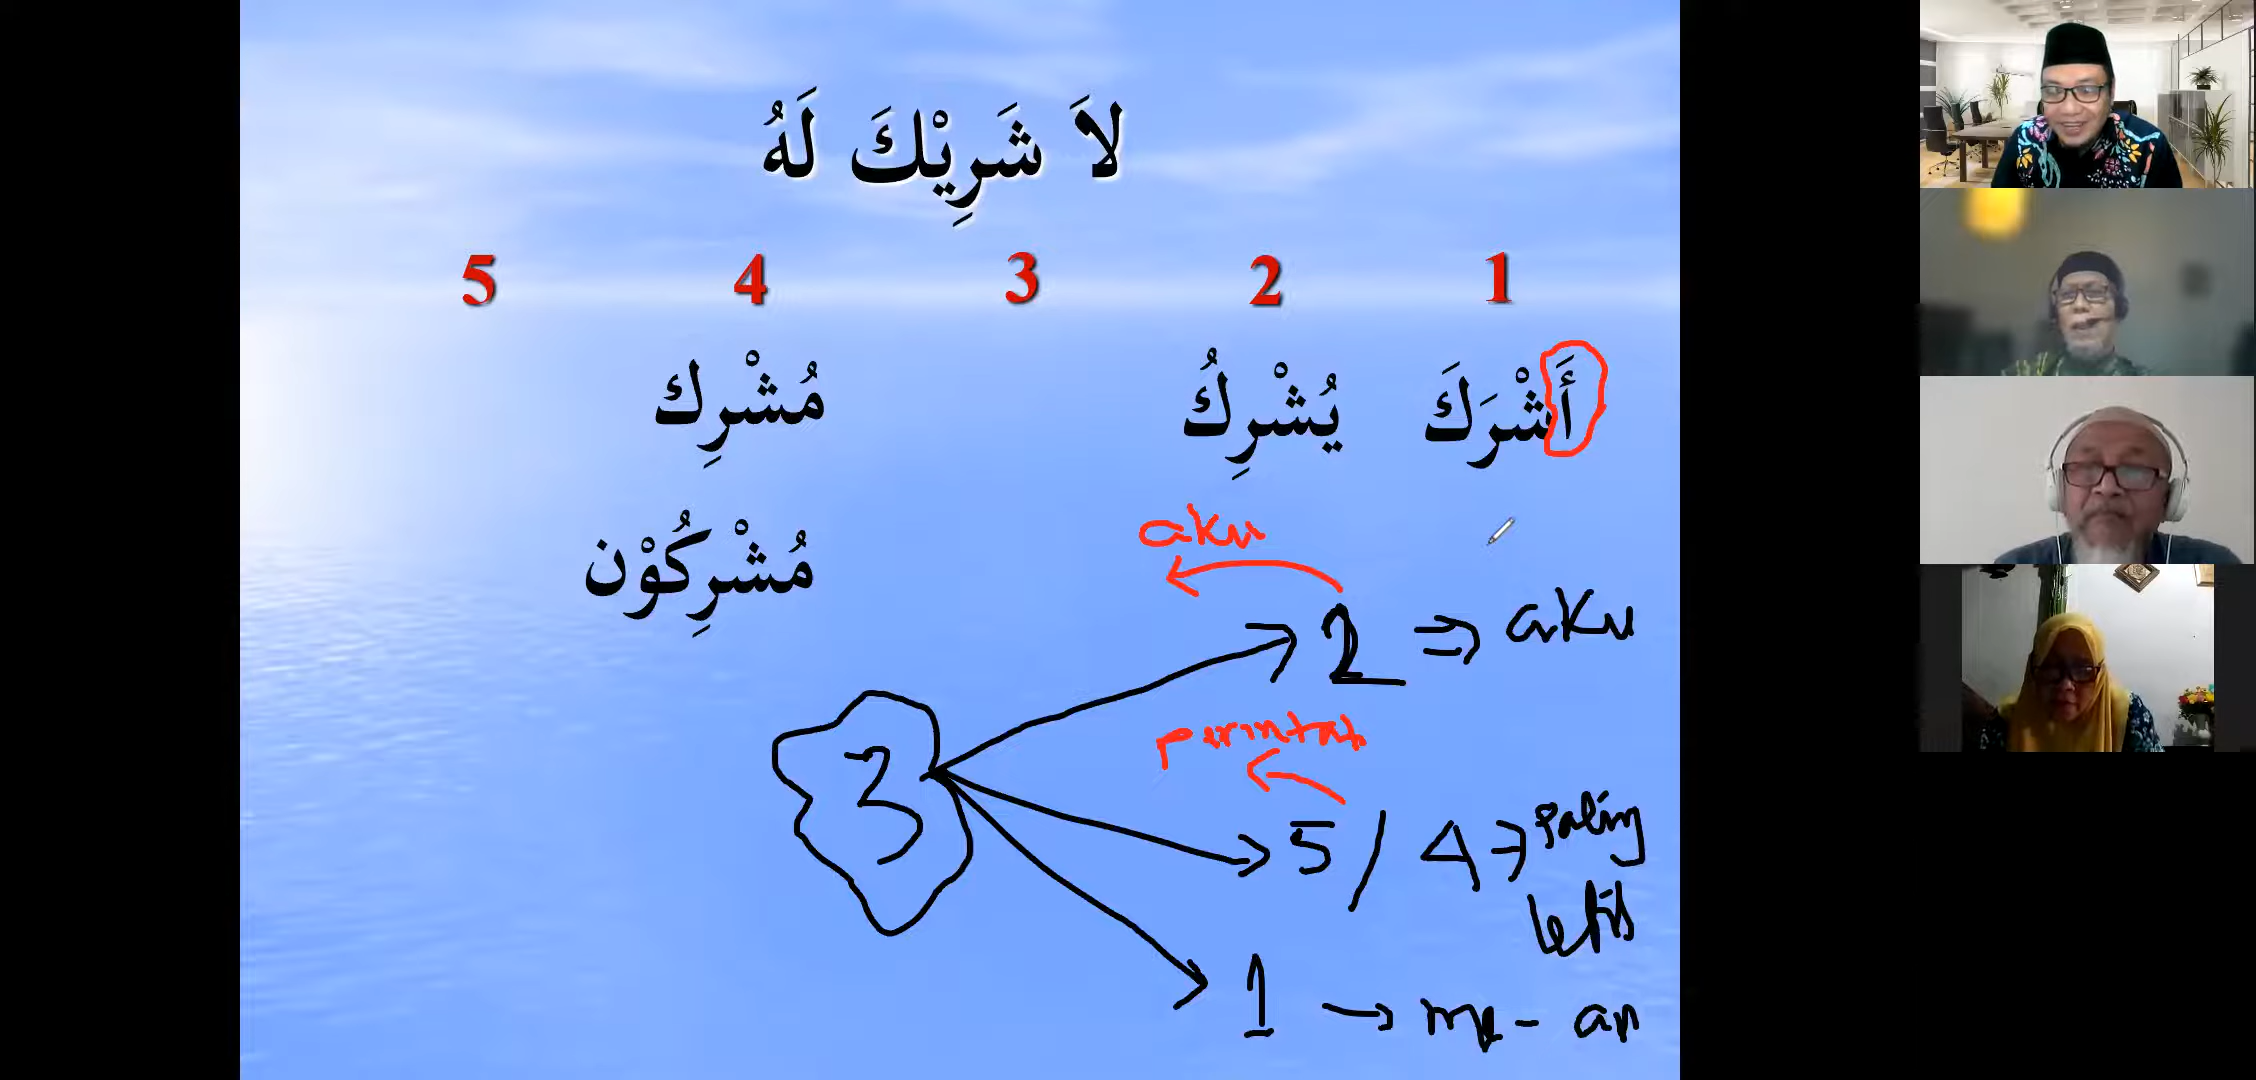 لاَ شَرِيْكَ لَهُ
5 4 3 2 1
أَشْرَكَ يُشْرِكُ مُشْرِك
مُشْرِكُوْن
aku
2 ⇒ aku
perintah
3
5 / 4 → paling
lebih
1 → me - an